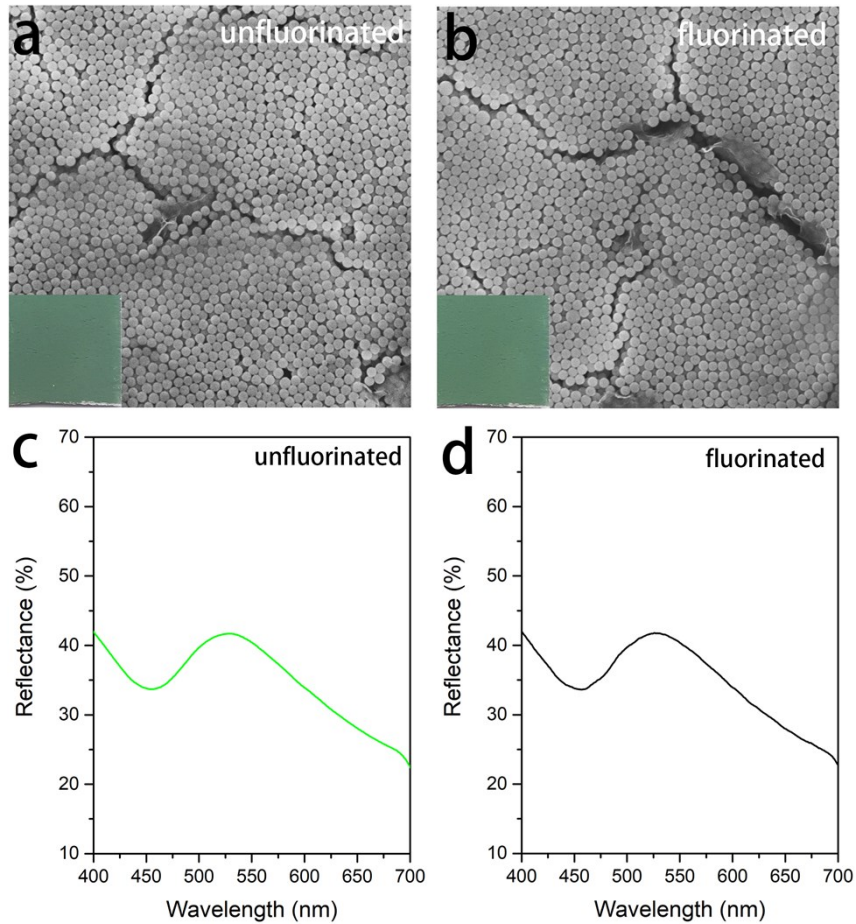 a
unfluorinated
b
fluorinated
c
unfluorinated
70
60
50
40
30
20
10
Reflectance (%)
400 450 500 550 600 650 700
Wavelength (nm)
d
fluorinated
70
60
50
40
30
20
10
Reflectance (%)
400 450 500 550 600 650 700
Wavelength (nm)